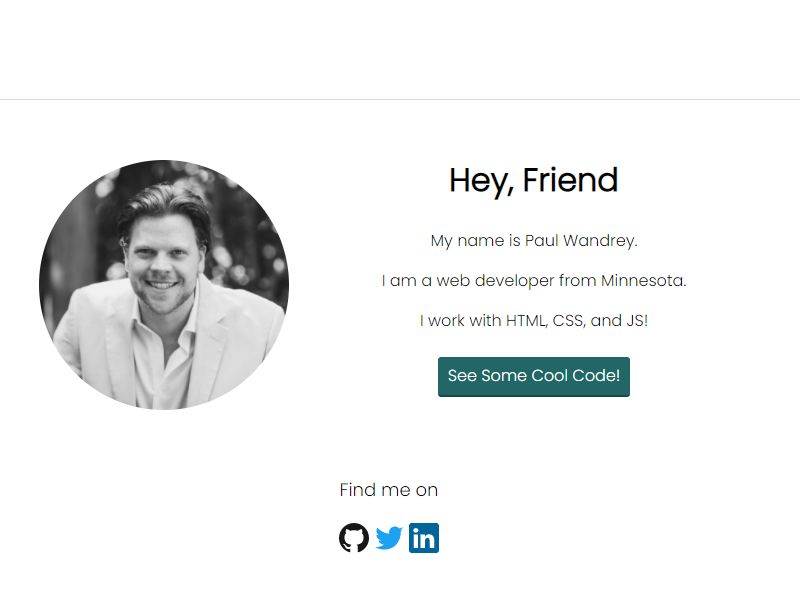 Hey, Friend
My name is Paul Wandrey.
I am a web developer from Minnesota.
I work with HTML, CSS, and JS!
See Some Cool Code!
Find me on
in